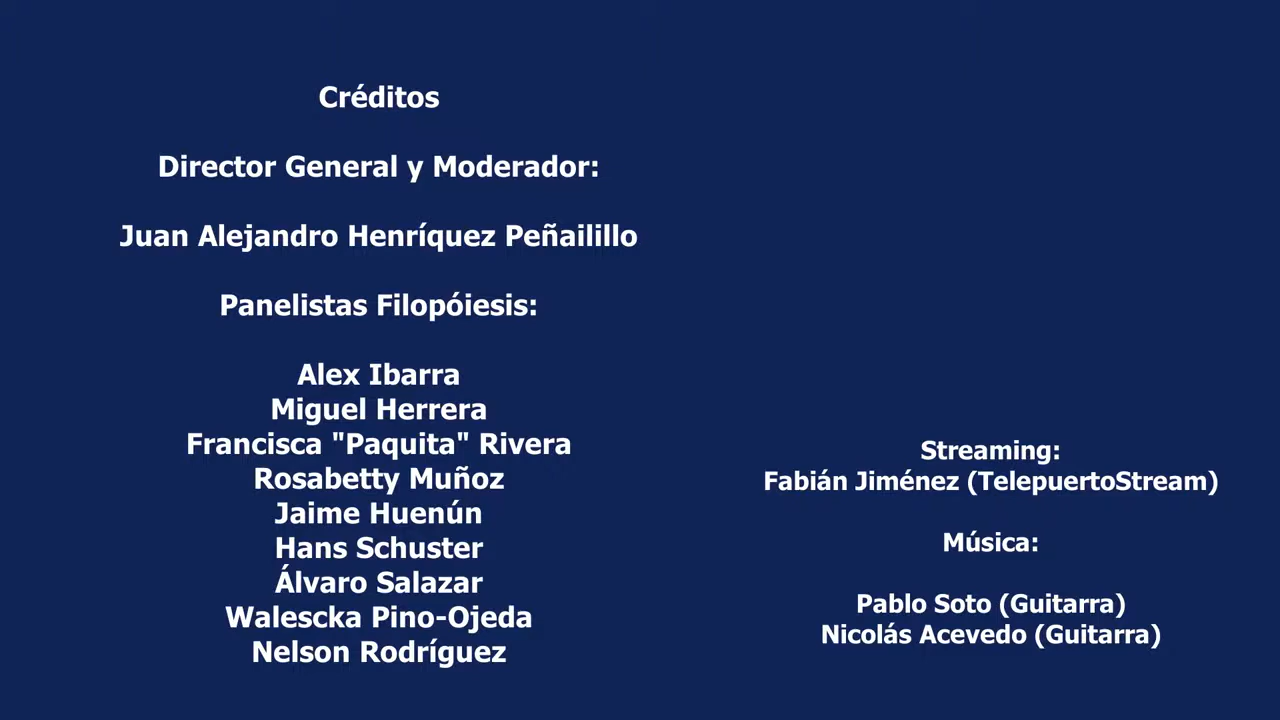 Créditos
Director General y Moderador:
Juan Alejandro Henríquez Peñailillo
Panelistas Filopóiesis:
Alex Ibarra
Miguel Herrera
Francisca "Paquita" Rivera
Rosabetty Muñoz
Jaime Huenún
Hans Schuster
Álvaro Salazar
Walescka Pino-Ojeda
Nelson Rodríguez
Streaming:
Fabián Jiménez (TelepuertoStream)
Música:
Pablo Soto (Guitarra)
Nicolás Acevedo (Guitarra)